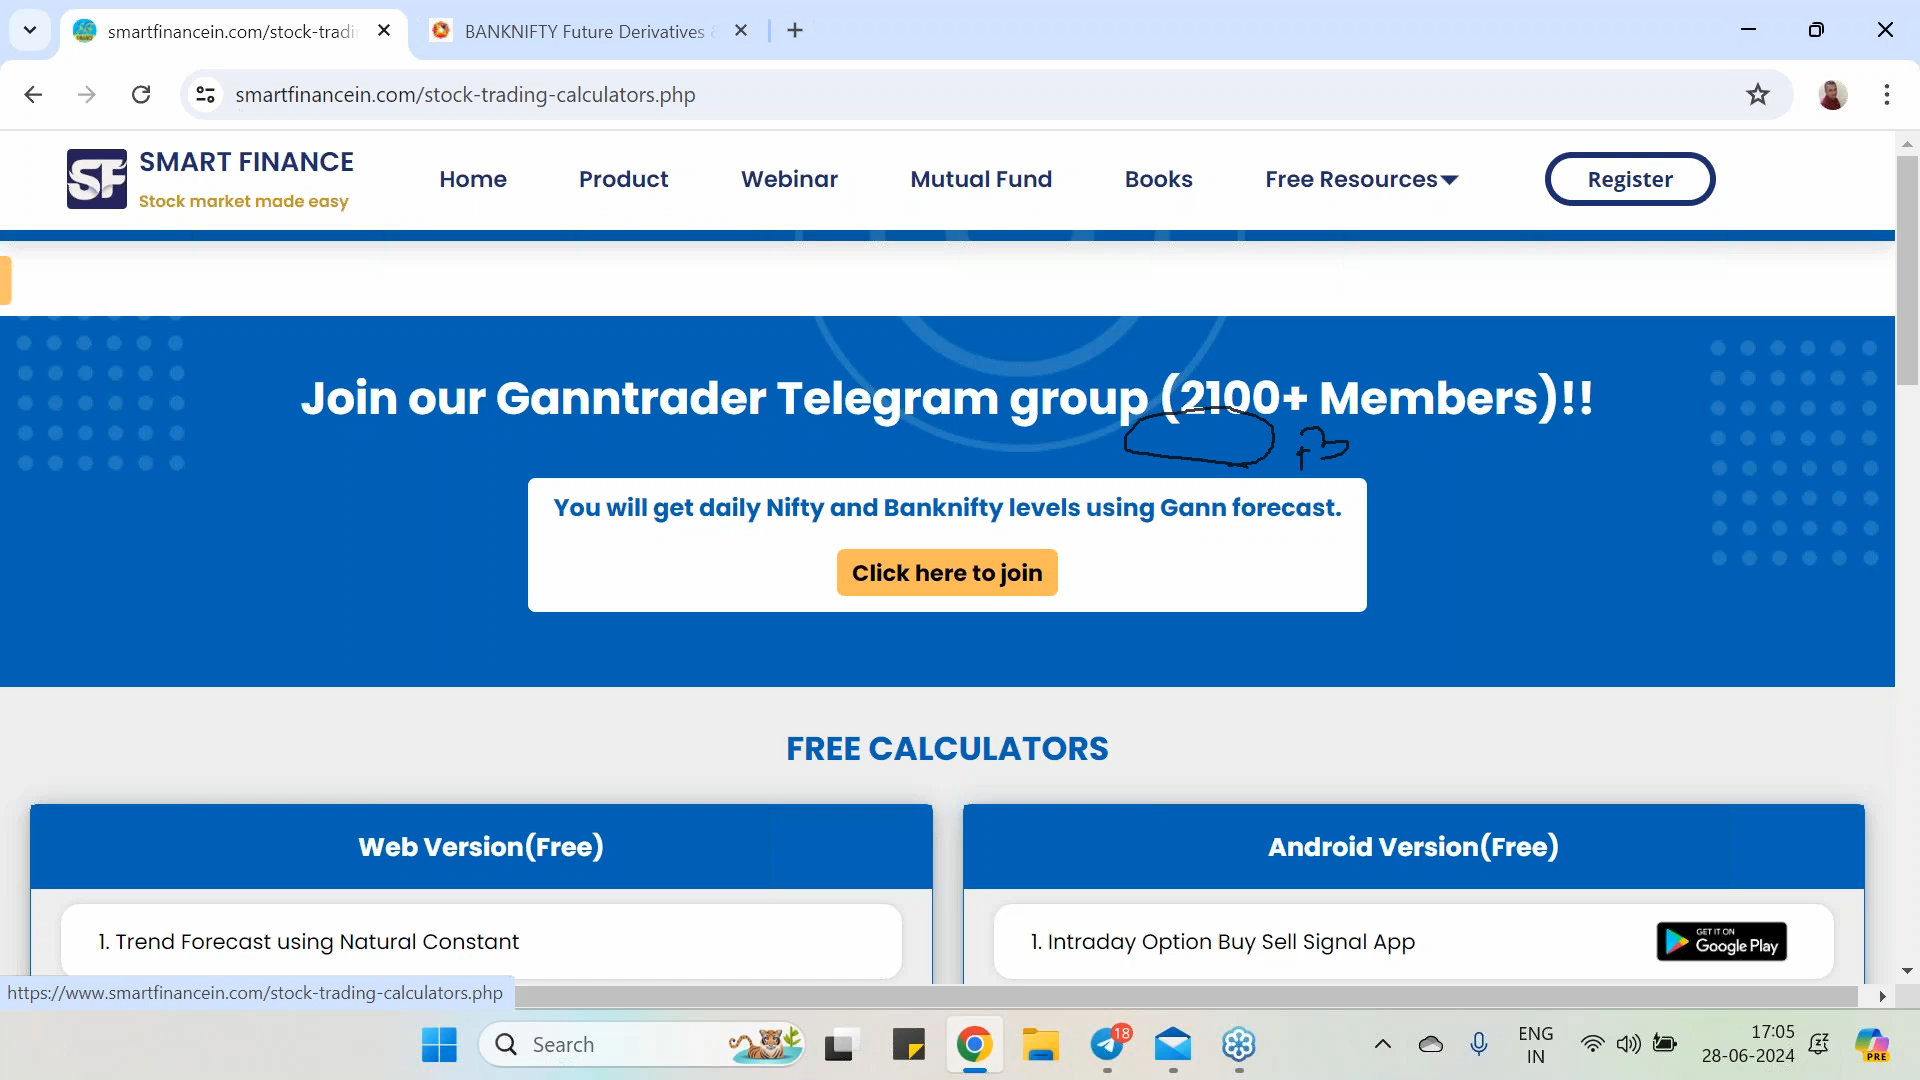 smartfinancein.com/stock-tradi
BANKNIFTY Future Derivatives
smartfinancein.com/stock-trading-calculators.php
SF
SMART FINANCE
Stock market made easy
Home
Product
Webinar
Mutual Fund
Books
Free Resources
Register
Join our Ganntrader Telegram group (2100+ Members)!!
You will get daily Nifty and Banknifty levels using Gann forecast.
Click here to join
FREE CALCULATORS
Web Version(Free)
Android Version(Free)
1. Trend Forecast using Natural Constant
1. Intraday Option Buy Sell Signal App
GET IT ON
Google Play
https://www.smartfinancein.com/stock-trading-calculators.php
Search
18
ENG
IN
17:05
28-06-2024
PRE